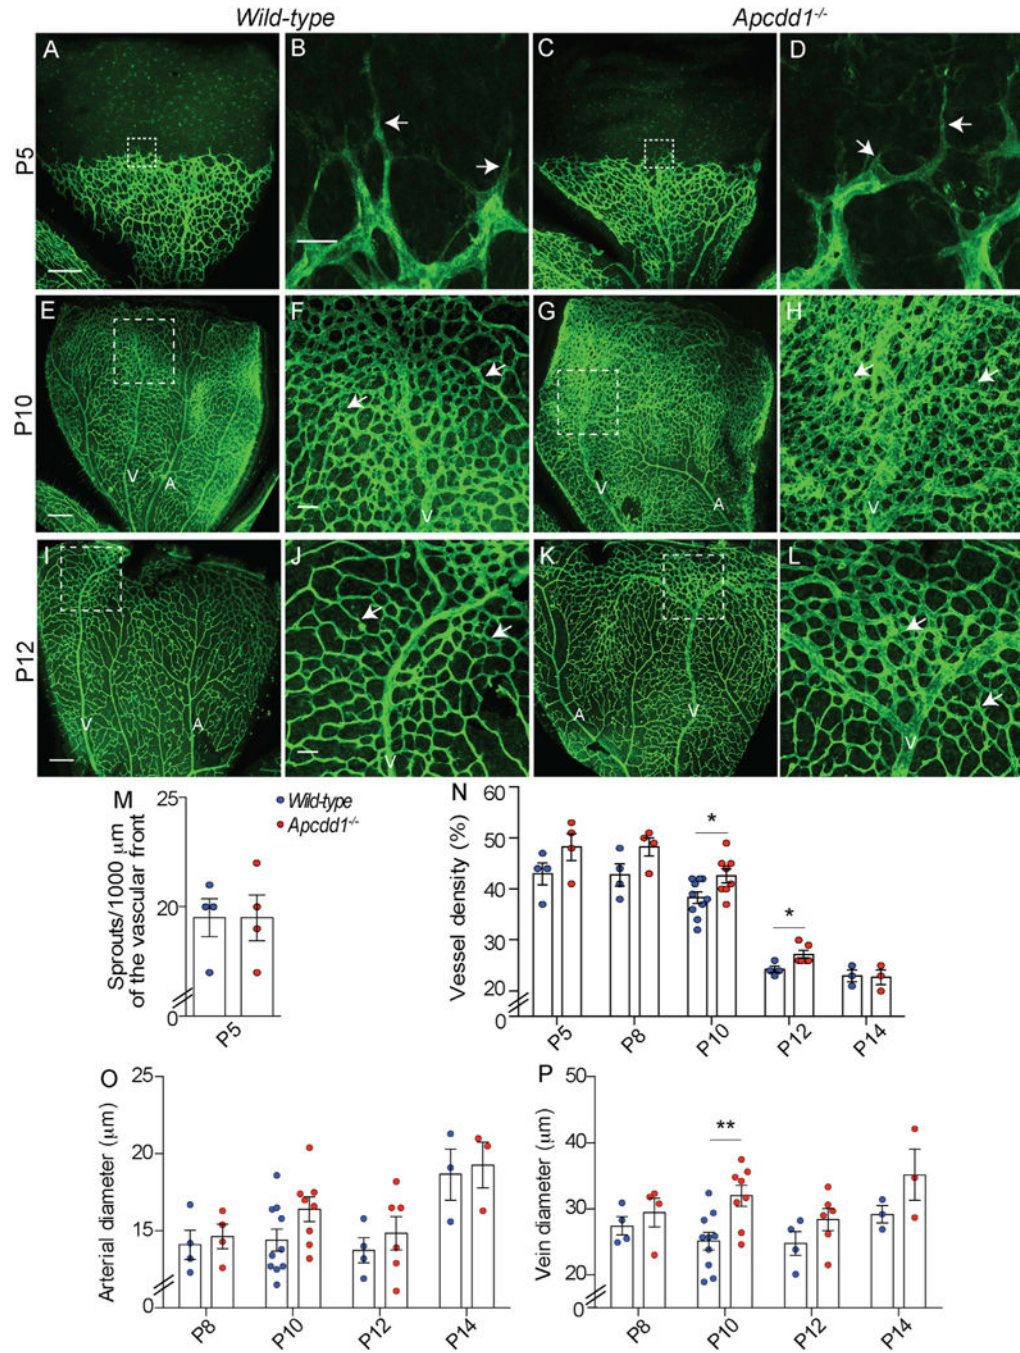 Wild-type Apcdd1-/-
A B C D
P5
E F G H
P10
V A V V A V
I J K L
P12
V A V A V V
M
25
20
0
Sprouts/1000 µm
of the vascular front
P5
Wild-type
Apcdd1-/-
N
60
50
40
30
20
0
Vessel density (%)
* *
P5 P8 P10 P12 P14
O
25
20
15
0
Arterial diameter (µm)
P8 P10 P12 P14
P
50
40
30
20
0
Vein diameter (µm)
**
P8 P10 P12 P14